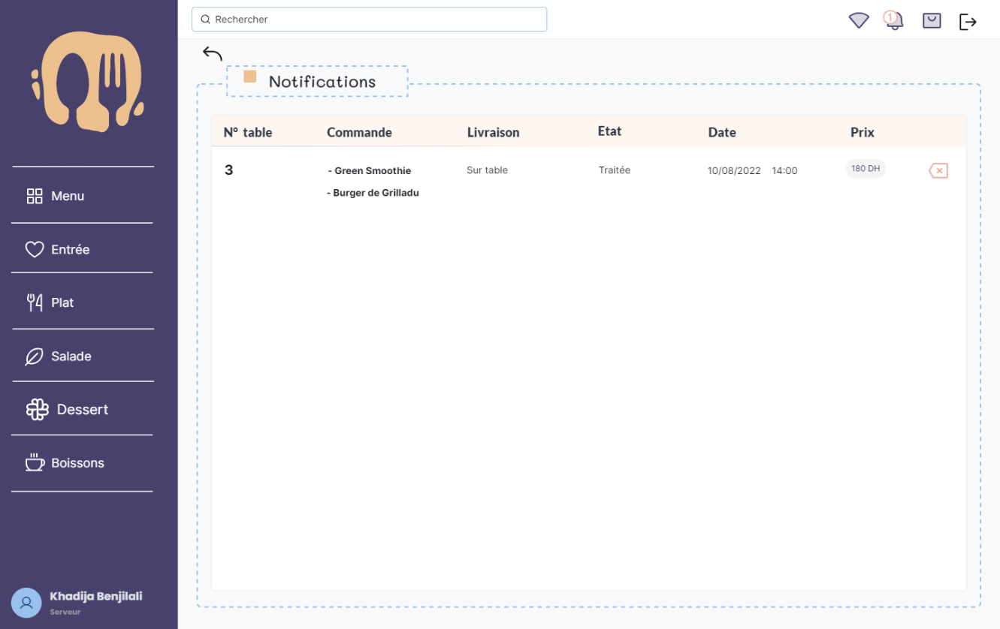 Rechercher
1
Notifications
N° table Commande Livraison Etat Date Prix
3 - Green Smoothie Sur table Traitée 10/08/2022 14:00 180 DH
- Burger de Grilladu
Menu
Entrée
Plat
Salade
Dessert
Boissons
Khadija Benjilali
Serveur